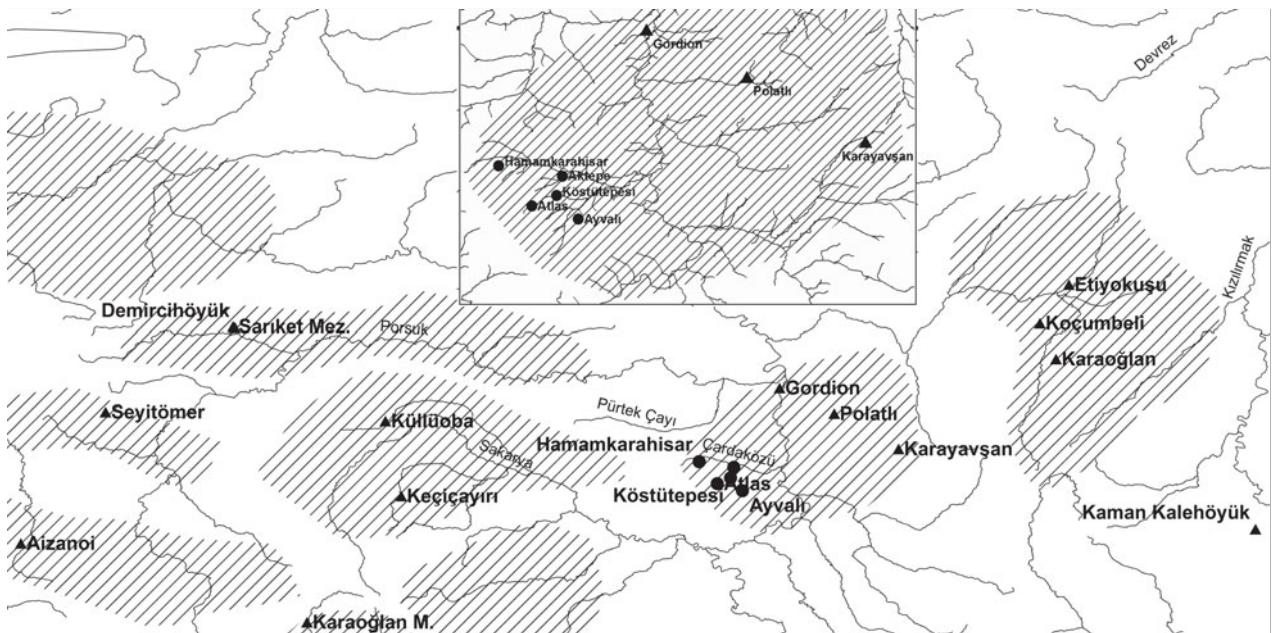 Gordion
Polatlı
Karayavşan
Hamamkarahisar
Aktepe
Köstütepesi
Atlas
Ayvalı
Devrez
Kızılırmak
Etiyokuşu
Koçumbeli
Karaoğlan
Demircihöyük
Sarıket Mez.
Porsuk
Seyitömer
Küllüoba
Sakarya
Keçiçayırı
Pürtek Çayı
Gordion
Polatlı
Karayavşan
Hamamkarahisar
Çardaközü
Atlas
Köstütepesi
Ayvalı
Kaman Kalehöyük
Aizanoi
Karaoğlan M.